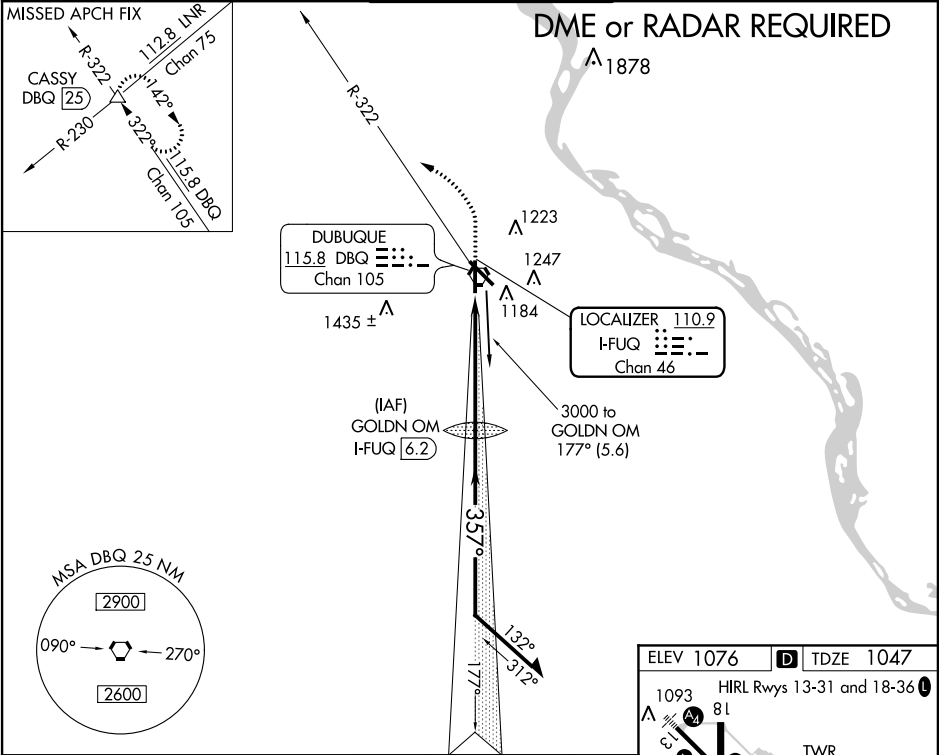 MISSED APCH FIX
112.8 LNR
Chan 75
R-322
CASSY
DBQ 25
142°
R-230
322°
115.8 DBQ
Chan 105
DME or RADAR REQUIRED
1878
R-322
1223
DUBUQUE
115.8 DBQ
Chan 105
1247
1184
1435 ±
LOCALIZER 110.9
I-FUQ
Chan 46
(IAF)
GOLDN OM
I-FUQ 6.2
3000 to
GOLDN OM
177° (5.6)
357°
MSA DBQ 25 NM
2900
090°
270°
2600
132°
312°
177°
ELEV 1076
D
TDZE 1047
HIRL Rwys 13-31 and 18-36 L
1093
A4
18
13
TWR